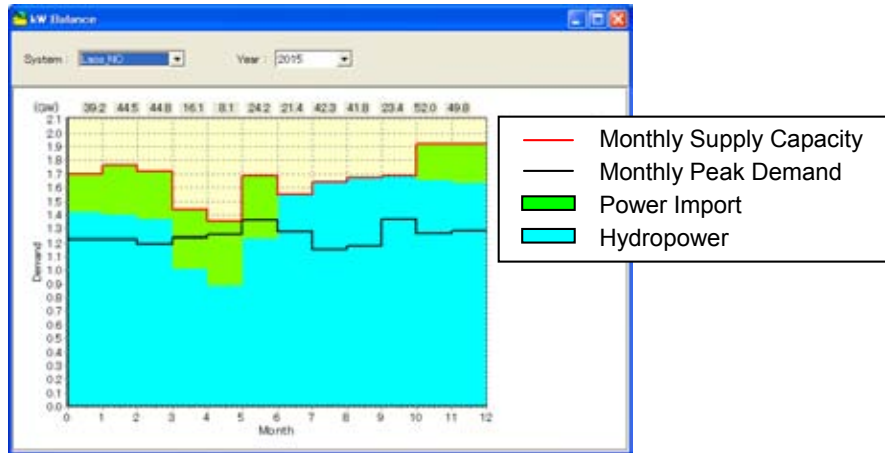 kW Balance
System : Laos_NO Year : 2015
(GW) 39.2 44.5 44.8 16.1 8.1 24.2 21.4 42.3 41.8 23.4 52.0 49.8
2.1
2.0
1.9
1.8
1.7
1.6
1.5
1.4
1.3
1.2
1.1
1.0
0.9
0.8
0.7
0.6
0.5
0.4
0.3
0.2
0.1
0.0
Demand
0 1 2 3 4 5 6 7 8 9 10 11 12
Month
Monthly Supply Capacity
Monthly Peak Demand
Power Import
Hydropower